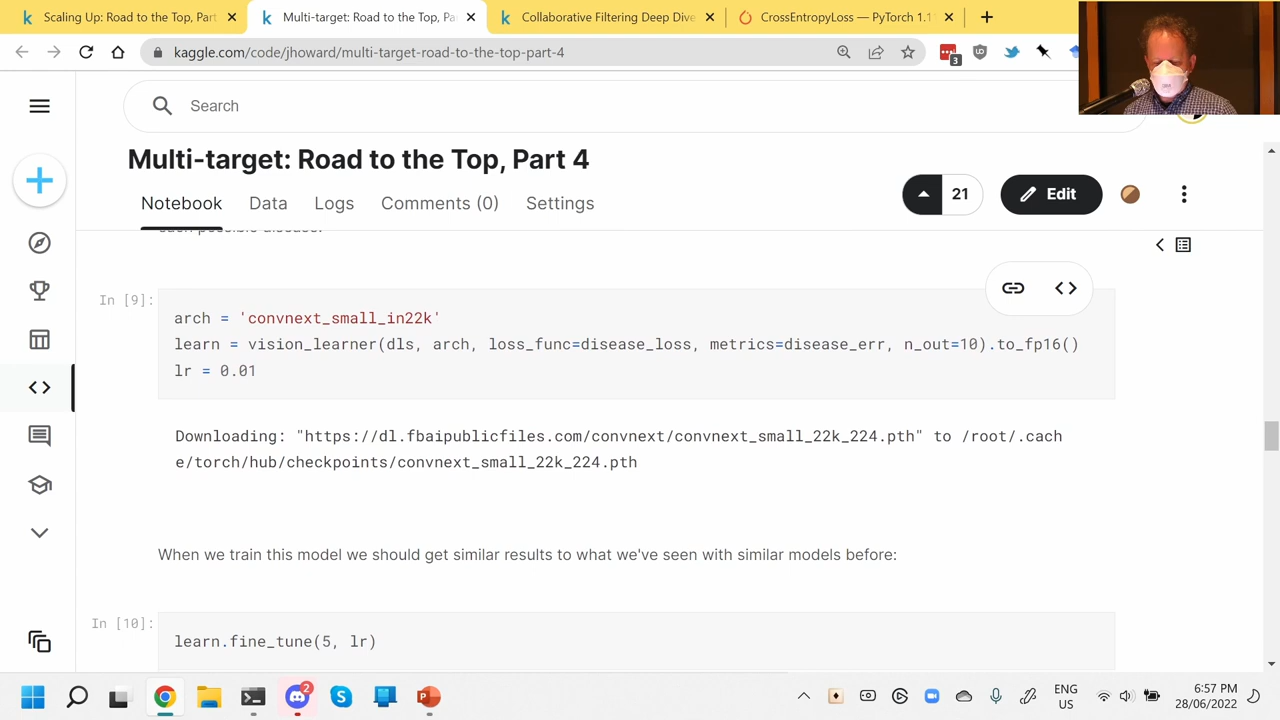 Scaling Up: Road to the Top, Part
Multi-target: Road to the Top, Pa
Collaborative Filtering Deep Dive
CrossEntropyLoss — PyTorch 1.1
kaggle.com/code/jhoward/multi-target-road-to-the-top-part-4
3
Search
Multi-target: Road to the Top, Part 4
21
Edit
Notebook
Data
Logs
Comments (0)
Settings
each possible disease.
In [9]:
arch = 'convnext_small_in22k'
learn = vision_learner(dls, arch, loss_func=disease_loss, metrics=disease_err, n_out=10).to_fp16()
lr = 0.01
Downloading: "https://dl.fbaipublicfiles.com/convnext/convnext_small_22k_224.pth" to /root/.cach
e/torch/hub/checkpoints/convnext_small_22k_224.pth
When we train this model we should get similar results to what we've seen with similar models before:
In [10]:
learn.fine_tune(5, lr)
2
ENG
US
6:57 PM
28/06/2022